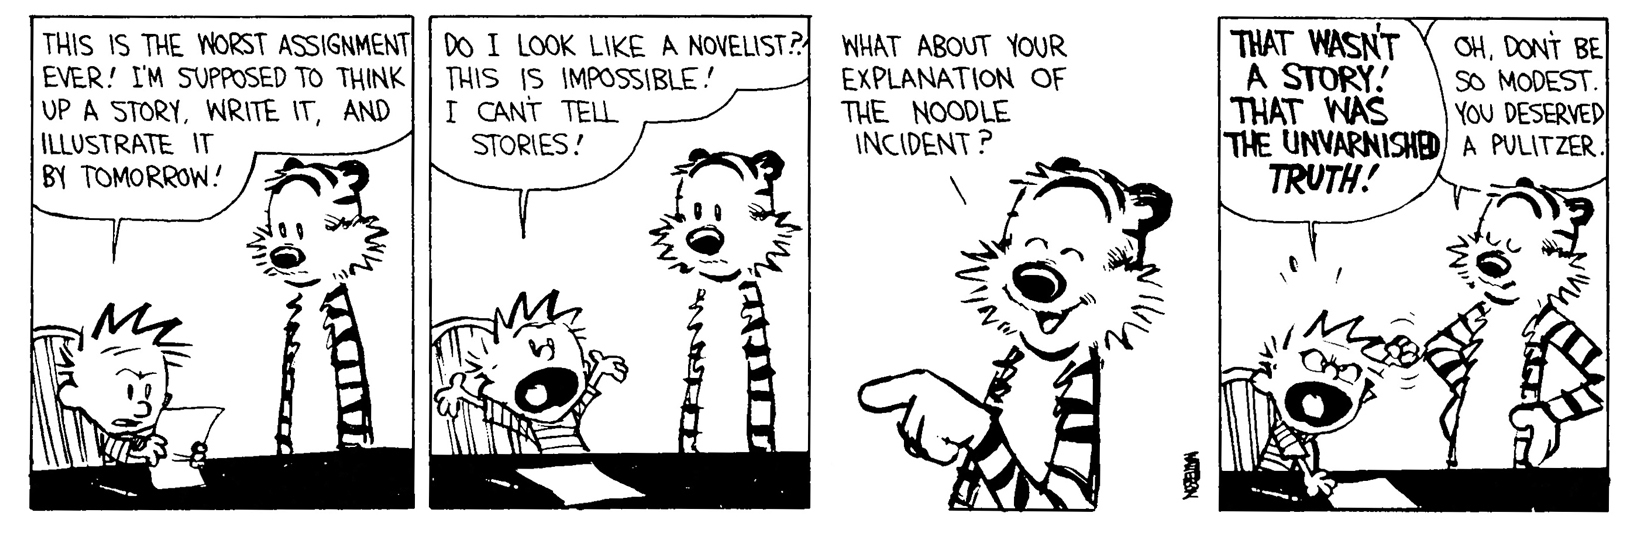 THIS IS THE WORST ASSIGNMENT
EVER! I'M SUPPOSED TO THINK
UP A STORY, WRITE IT, AND
ILLUSTRATE IT
BY TOMORROW!
DO I LOOK LIKE A NOVELIST?!
THIS IS IMPOSSIBLE!
I CAN'T TELL
STORIES!
WHAT ABOUT YOUR
EXPLANATION OF
THE NOODLE
INCIDENT?
THAT WASN'T
A STORY!
THAT WAS
THE UNVARNISHED
TRUTH!
OH, DON'T BE
SO MODEST.
YOU DESERVED
A PULITZER.
WATTERSON